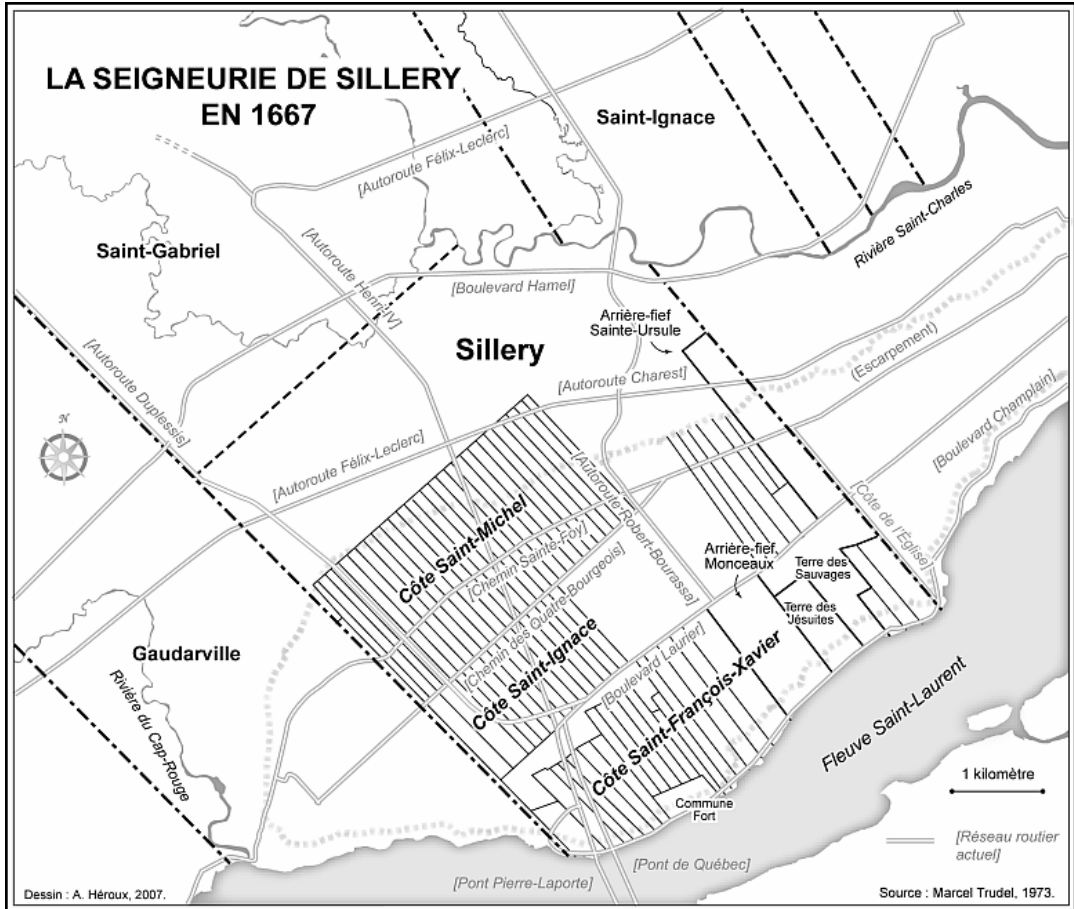 LA SEIGNEURIE DE SILLERY
EN 1667
Saint-Ignace
[Autoroute Félix-Leclerc]
Rivière Saint-Charles
Saint-Gabriel
[Autoroute Henri-IV]
[Boulevard Hamel]
Arrière-fief
Sainte-Ursule
Sillery
(Escarpement)
[Autoroute Duplessis]
[Autoroute Charest]
[Boulevard Champlain]
N
[Autoroute Félix-Leclerc]
[Autoroute-Robert-Bourassa]
[Côte de l'Église]
Côte Saint-Michel
[Chemin Sainte-Foy]
Arrière-fief
Monceaux
Terre des
Sauvages
[Chemin des Quatre-Bourgeois]
Terre des
Jésuites
Gaudarville
Côte Saint-Ignace
[Boulevard Laurier]
Côte Saint-François-Xavier
Rivière du Cap-Rouge
Fleuve Saint-Laurent
1 kilomètre
Commune
Fort
[Réseau routier
actuel]
[Pont de Québec]
[Pont Pierre-Laporte]
Dessin : A. Héroux, 2007.
Source : Marcel Trudel, 1973.